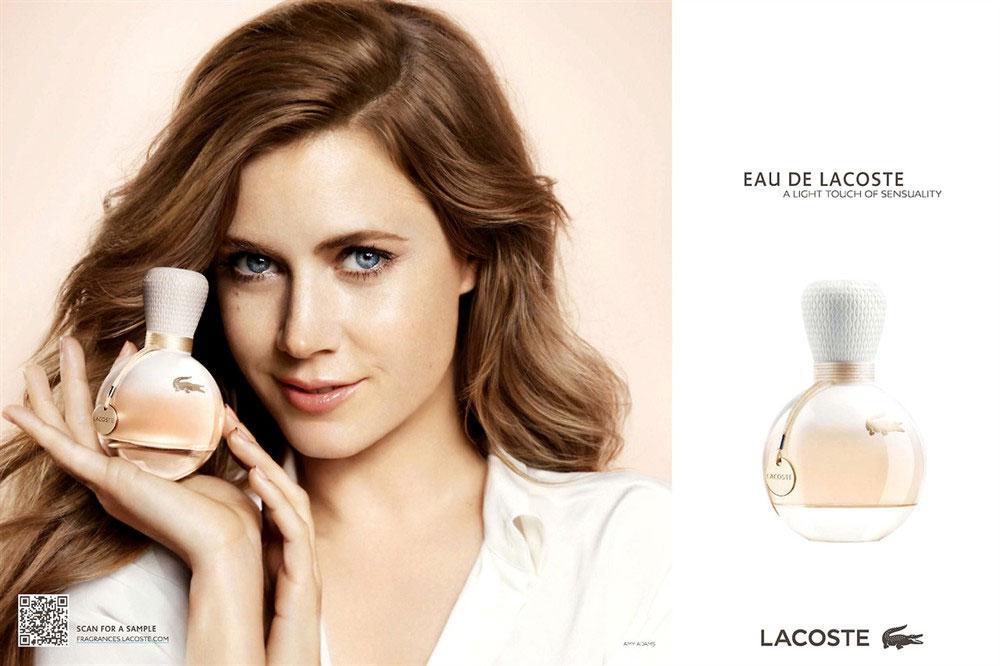 EAU DE LACOSTE
A LIGHT TOUCH OF SENSUALITY
LACOSTE
LACOSTE
SCAN FOR A SAMPLE
FRAGRANCES.LACOSTE.COM
AMY ADAMS
LACOSTE